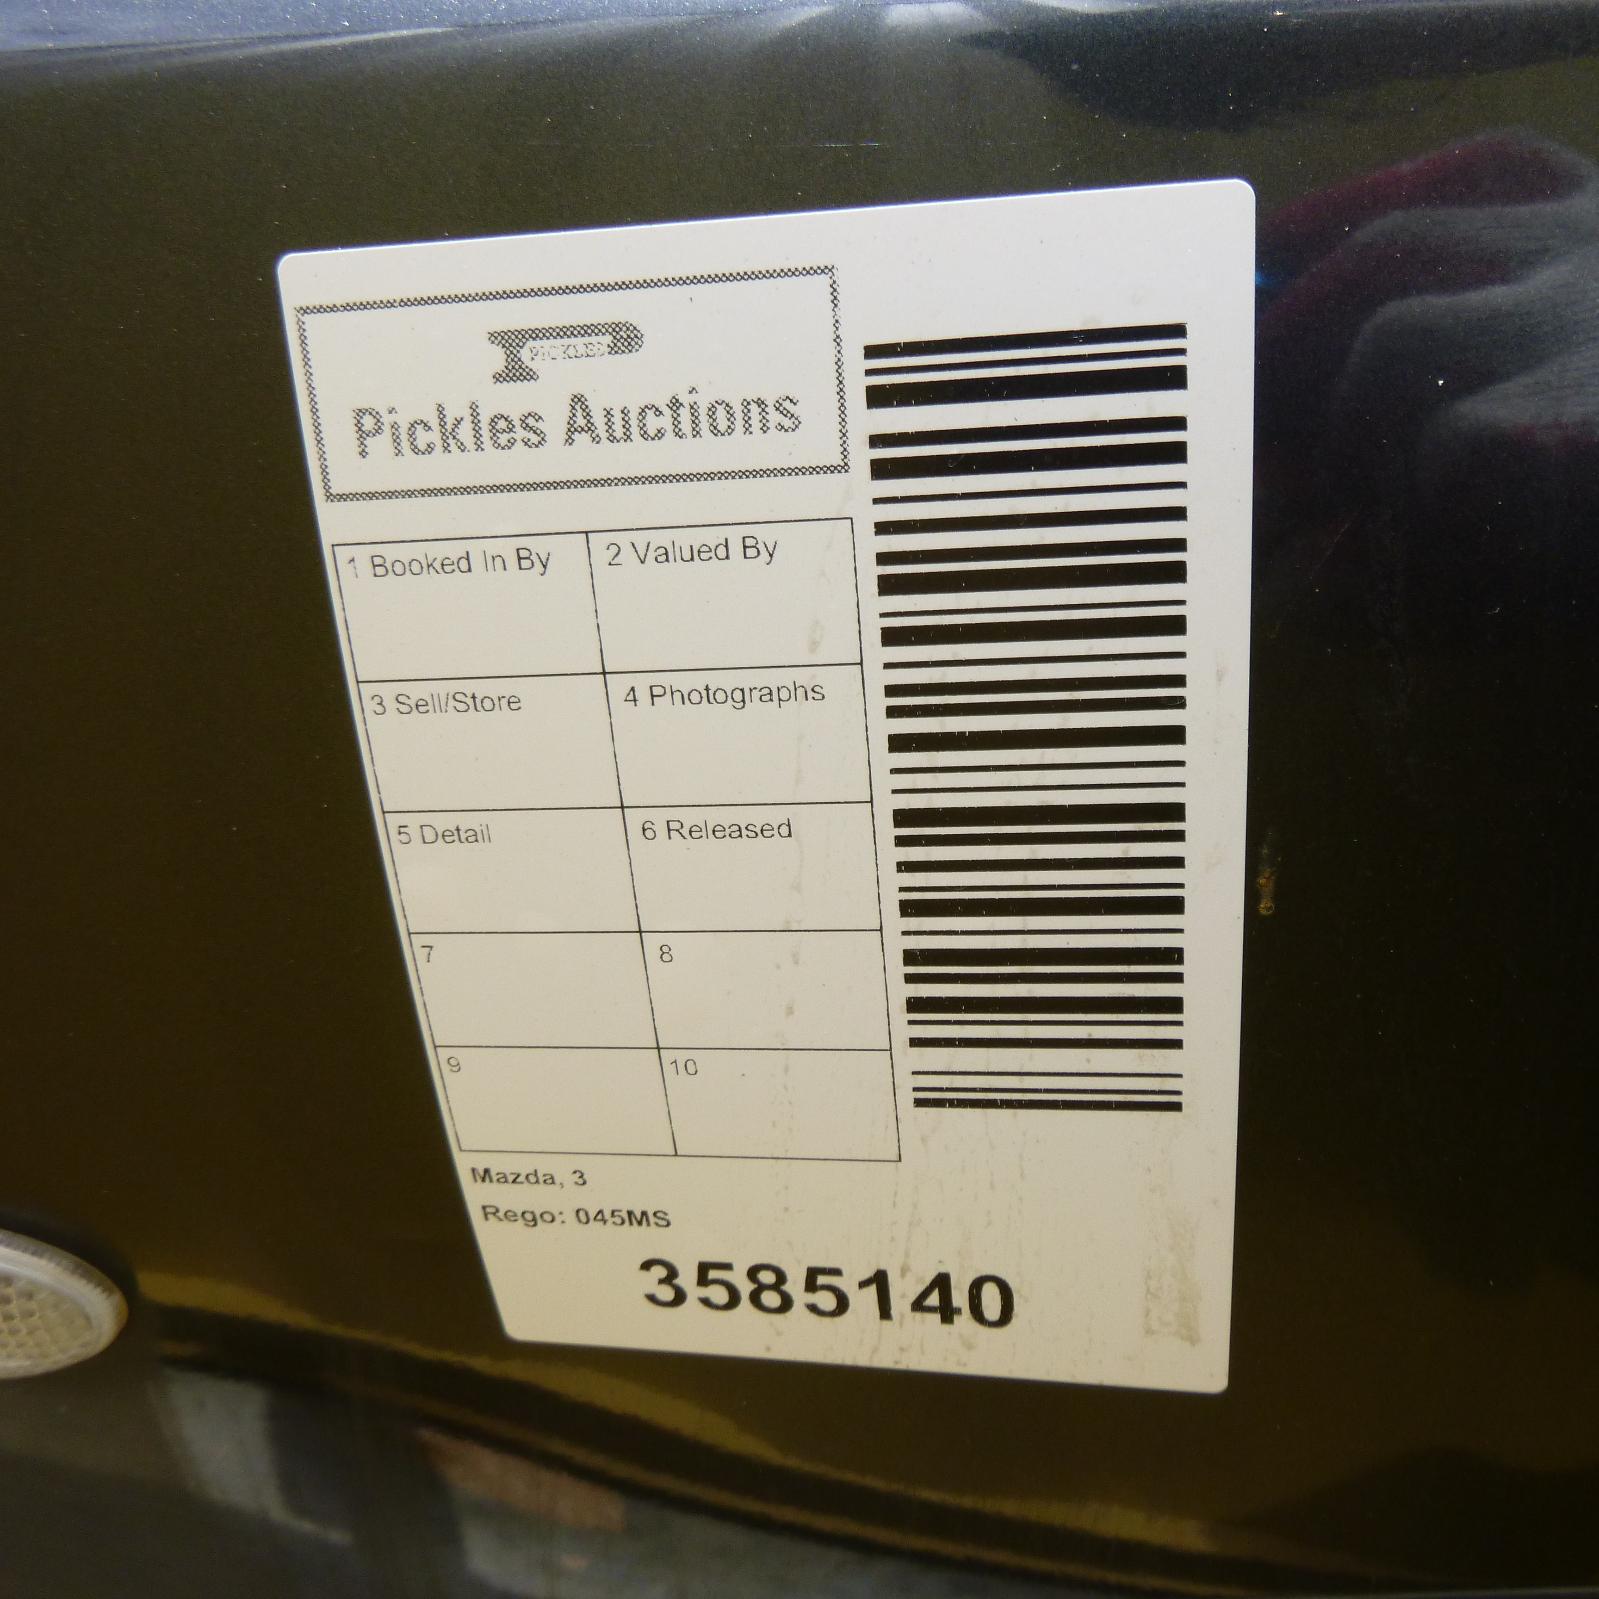 PICKLES
Pickles Auctions
1 Booked In By
2 Valued By
3 Sell/Store
4 Photographs
5 Detail
6 Released
7
8
9
10
Mazda, 3
Rego: 045MS
3585140